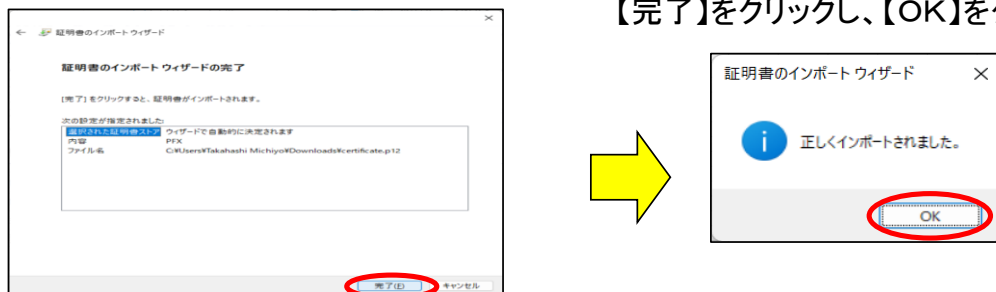 【完了】をクリックし、【OK】を
← 証明書のインポート ウィザード
証明書のインポート ウィザードの完了
[完了] をクリックすると、証明書がインポートされます。
次の設定が指定されました:
選択された証明書ストア ウィザードで自動的に決定されます
内容 PFX
ファイル名 C:¥Users¥Takahashi Michiyo¥Downloads¥certificate.p12
完了(F) キャンセル
証明書のインポート ウィザード ×
正しくインポートされました。
OK